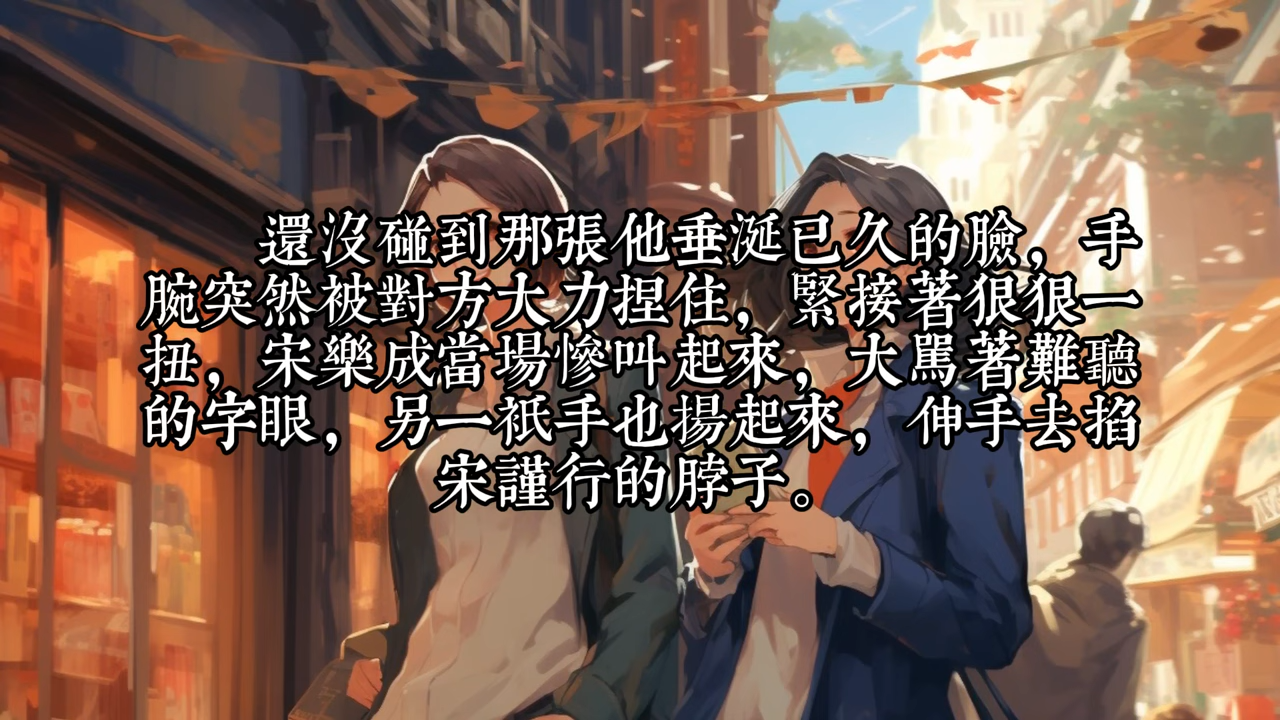 還沒碰到那張他垂涎已久的臉，手
腕突然被對方大力捏住，緊接著狠狠一
扭，宋樂成當場慘叫起來，大罵著難聽
的字眼，另一衹手也揚起來，伸手去掐
宋謹行的脖子。